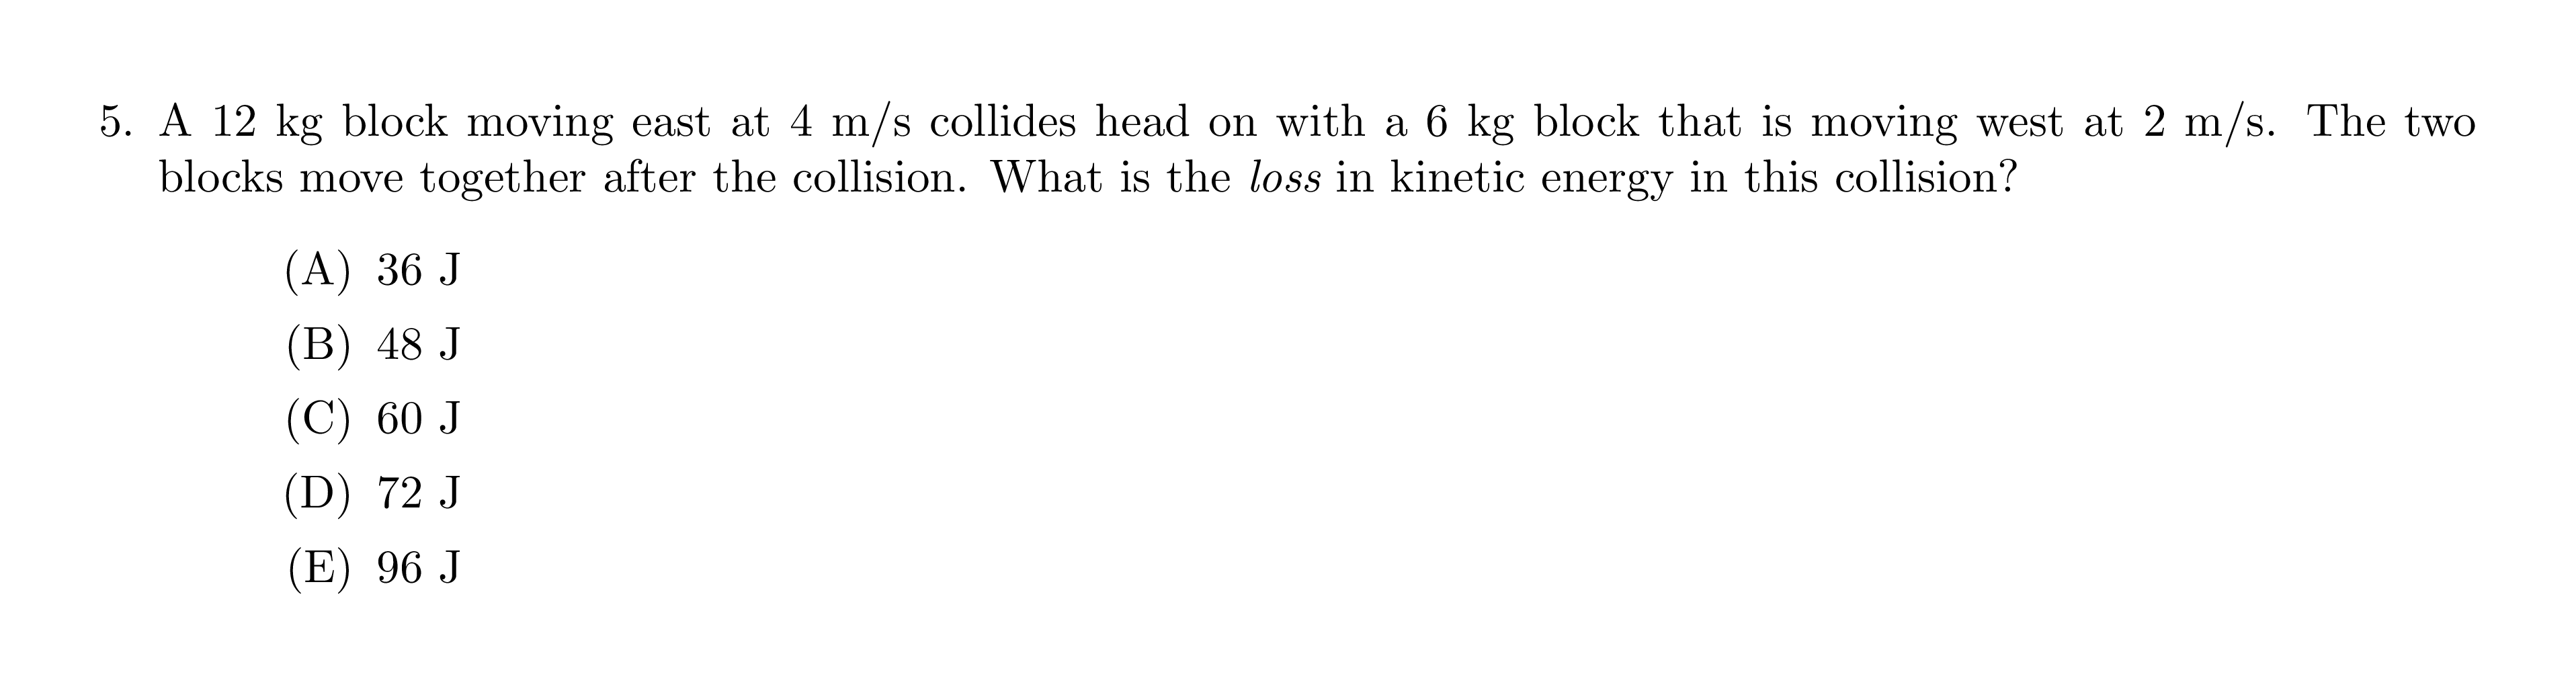 5. A 12 kg block moving east at 4 m/s collides head on with a 6 kg block that is moving west at 2 m/s. The two
blocks move together after the collision. What is the loss in kinetic energy in this collision?
(A) 36 J
(B) 48 J
(C) 60 J
(D) 72 J
(E) 96 J